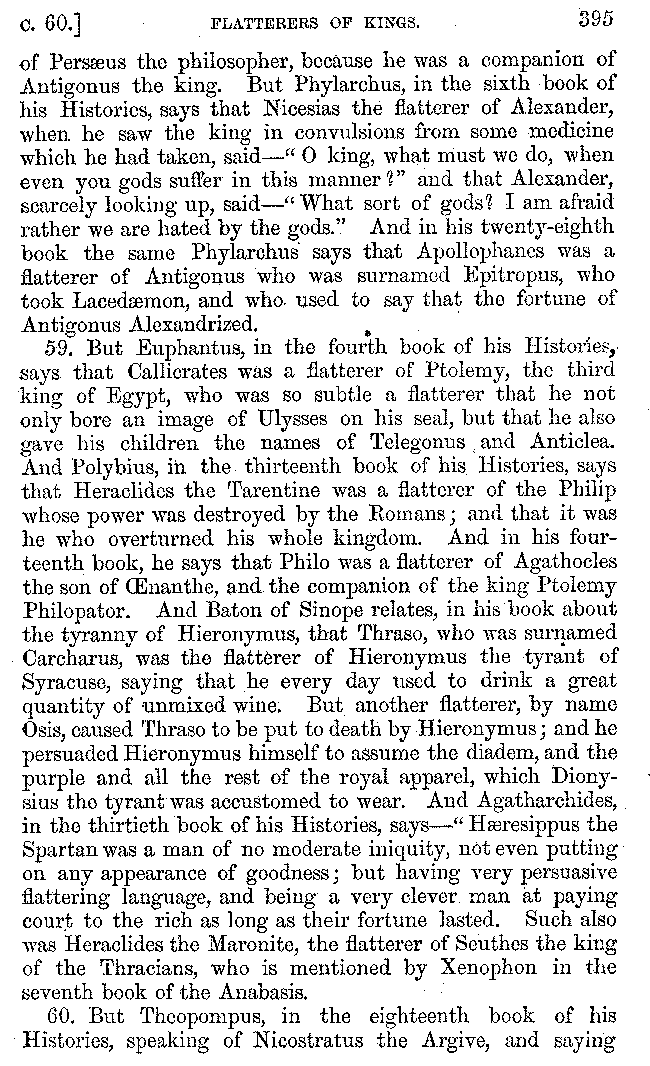 c. 60.] FLATTERERS OF KINGS. 395
of Persæus the philosopher, because he was a companion of
Antigonus the king. But Phylarchus, in the sixth book of
his Histories, says that Nicesias the flatterer of Alexander,
when he saw the king in convulsions from some medicine
which he had taken, said—“ O king, what must we do, when
even you gods suffer in this manner?” and that Alexander,
scarcely looking up, said—“ What sort of gods? I am afraid
rather we are hated by the gods.” And in his twenty-eighth
book the same Phylarchus says that Apollophanes was a
flatterer of Antigonus who was surnamed Epitropus, who
took Lacedæmon, and who used to say that the fortune of
Antigonus Alexandrized.
59. But Euphantus, in the fourth book of his Histories,
says that Callicrates was a flatterer of Ptolemy, the third
king of Egypt, who was so subtle a flatterer that he not
only bore an image of Ulysses on his seal, but that he also
gave his children the names of Telegonus and Anticlea.
And Polybius, in the thirteenth book of his Histories, says
that Heraclides the Tarentine was a flatterer of the Philip
whose power was destroyed by the Romans; and that it was
he who overturned his whole kingdom. And in his four-
teenth book, he says that Philo was a flatterer of Agathocles
the son of Œnanthe, and the companion of the king Ptolemy
Philopator. And Baton of Sinope relates, in his book about
the tyranny of Hieronymus, that Thraso, who was surnamed
Carcharus, was the flatterer of Hieronymus the tyrant of
Syracuse, saying that he every day used to drink a great
quantity of unmixed wine. But another flatterer, by name
Osis, caused Thraso to be put to death by Hieronymus; and he
persuaded Hieronymus himself to assume the diadem, and the
purple and all the rest of the royal apparel, which Diony-
sius the tyrant was accustomed to wear. And Agatharchides,
in the thirtieth book of his Histories, says—“ Hæresippus the
Spartan was a man of no moderate iniquity, not even putting
on any appearance of goodness; but having very persuasive
flattering language, and being a very clever man at paying
court to the rich as long as their fortune lasted. Such also
was Heraclides the Maronite, the flatterer of Seuthes the king
of the Thracians, who is mentioned by Xenophon in the
seventh book of the Anabasis.
60. But Theopompus, in the eighteenth book of his
Histories, speaking of Nicostratus the Argive, and saying